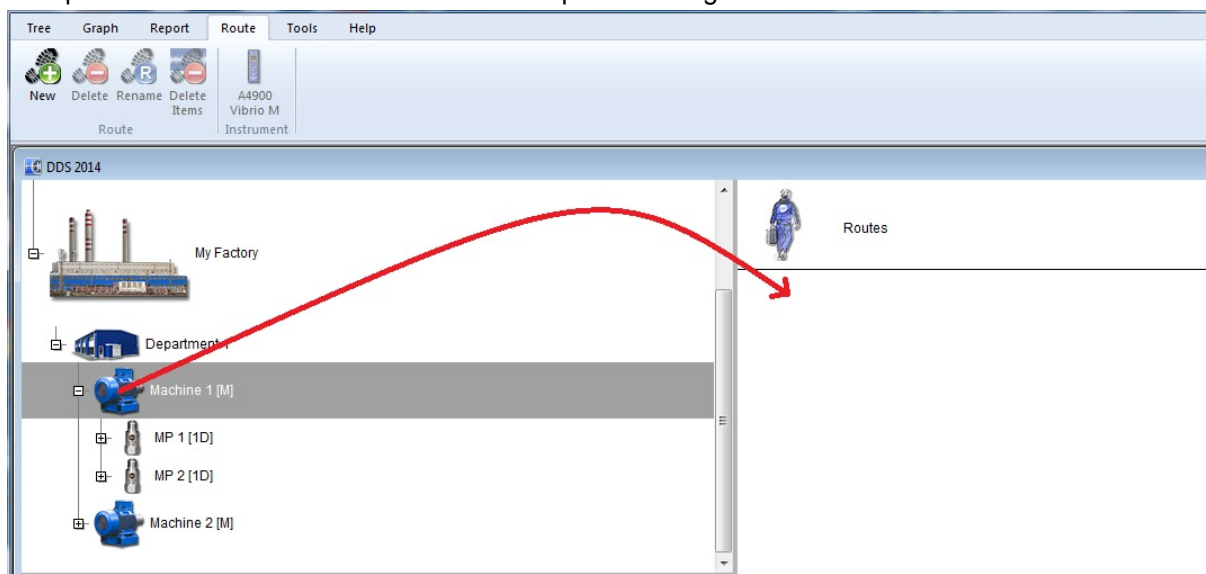 Tree Graph Report Route Tools Help
New Delete Rename Delete Items A4900 Vibrio M
Route Instrument
DDS 2014
My Factory
Routes
Department
Machine 1 [M]
MP 1 [1D]
MP 2 [1D]
Machine 2 [M]